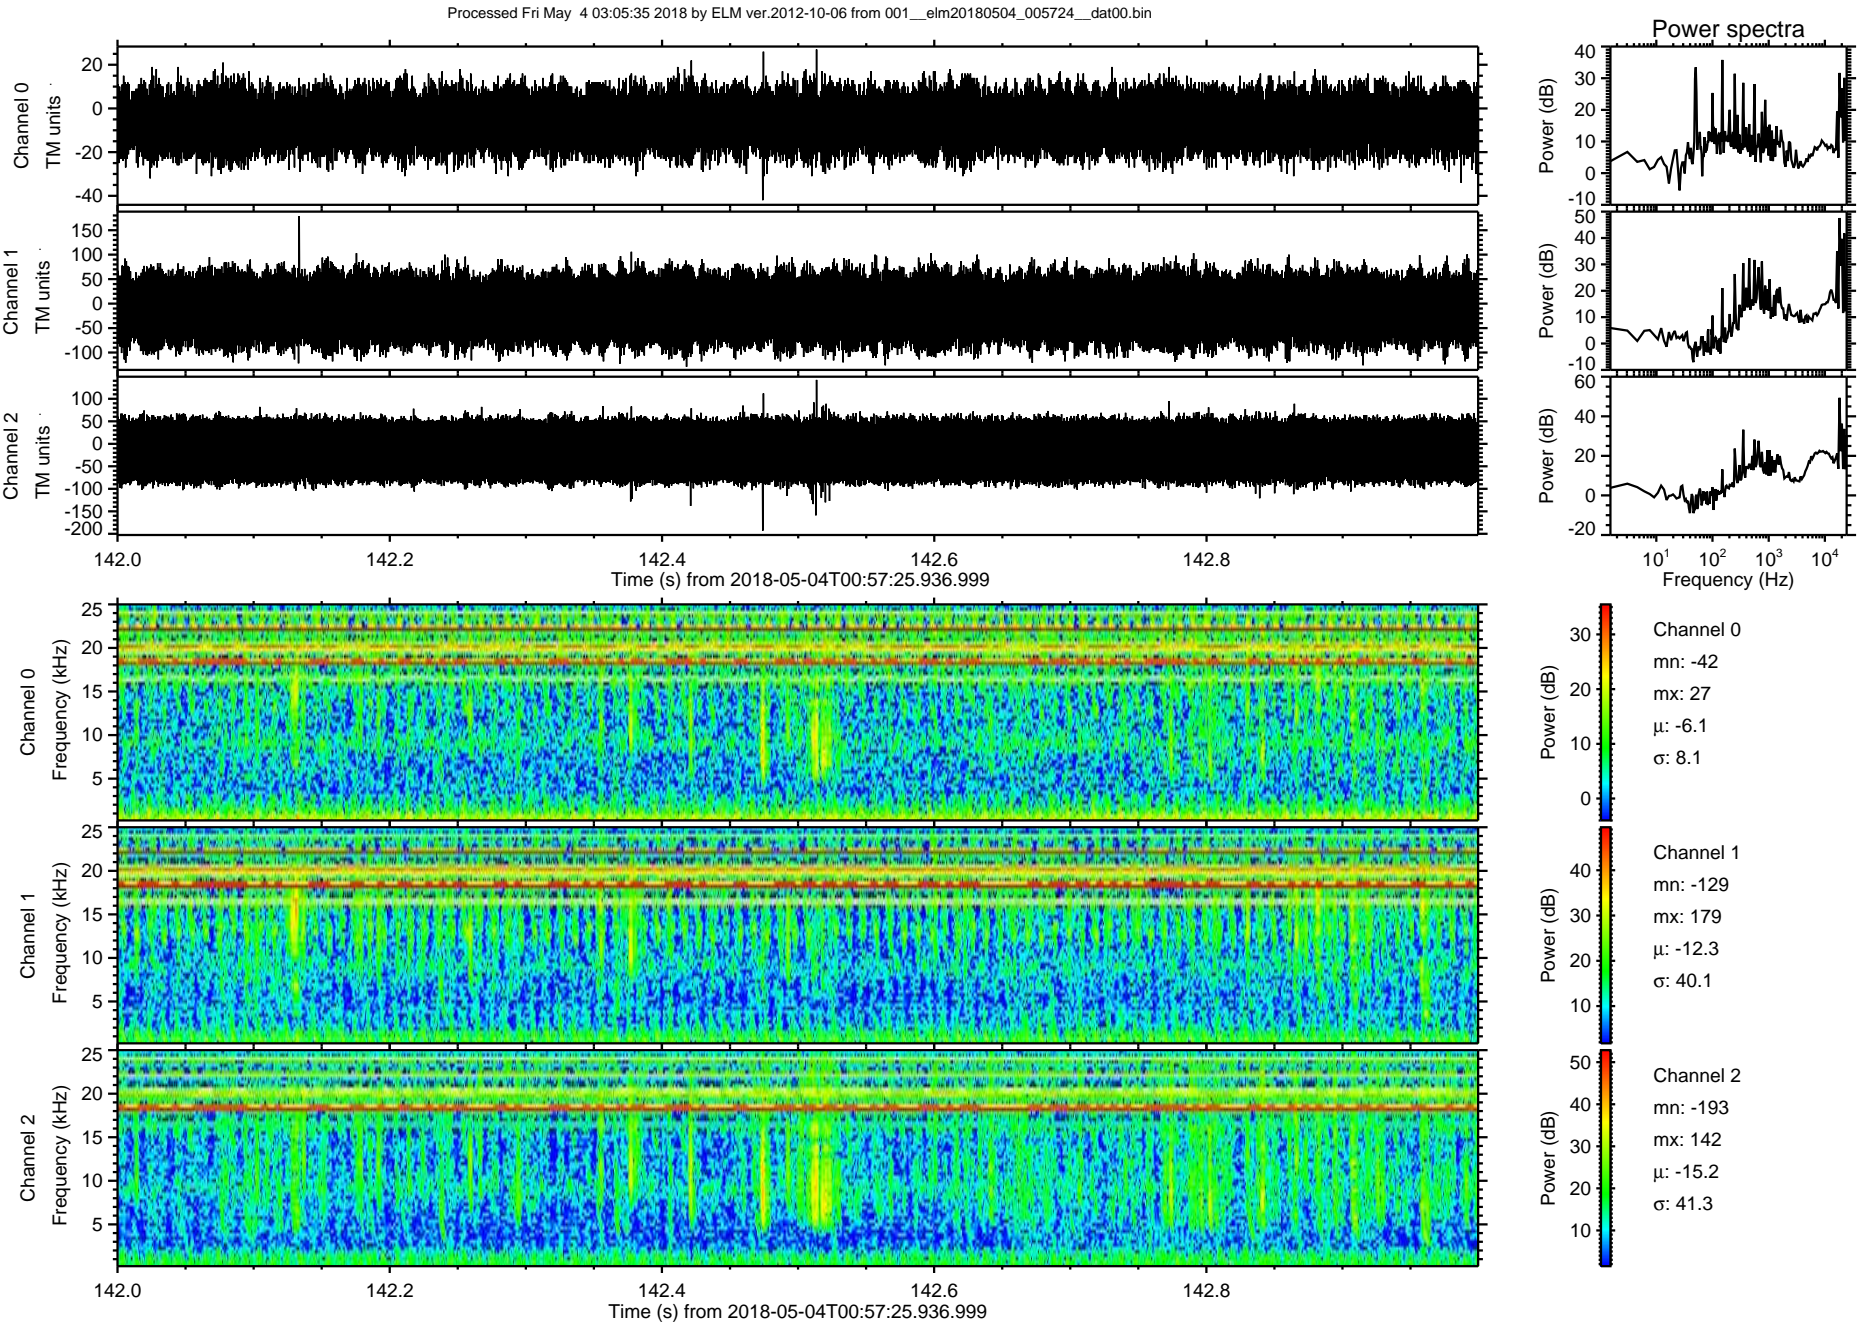 Processed Fri May  4 03:05:35 2018 by ELM ver.2012-10-06 from 001__elm20180504_005724__dat00.bin
Power spectra
Channel 0
TM units
20
0
-20
-40
Power (dB)
40
30
20
10
0
-10
Channel 1
TM units
150
100
50
0
-50
-100
Power (dB)
50
40
30
20
10
0
-10
Channel 2
TM units
100
50
0
-50
-100
-150
-200
Power (dB)
60
40
20
0
-20
142.0 142.2 142.4 142.6 142.8
Time (s) from 2018-05-04T00:57:25.936.999
10^1 10^2 10^3 10^4
Frequency (Hz)
Channel 0
Frequency (kHz)
25
20
15
10
5
Power (dB)
30
20
10
0
Channel 0
mn: -42
mx: 27
μ: -6.1
σ: 8.1
Channel 1
Frequency (kHz)
25
20
15
10
5
Power (dB)
40
30
20
10
Channel 1
mn: -129
mx: 179
μ: -12.3
σ: 40.1
Channel 2
Frequency (kHz)
25
20
15
10
5
Power (dB)
50
40
30
20
10
Channel 2
mn: -193
mx: 142
μ: -15.2
σ: 41.3
142.0 142.2 142.4 142.6 142.8
Time (s) from 2018-05-04T00:57:25.936.999